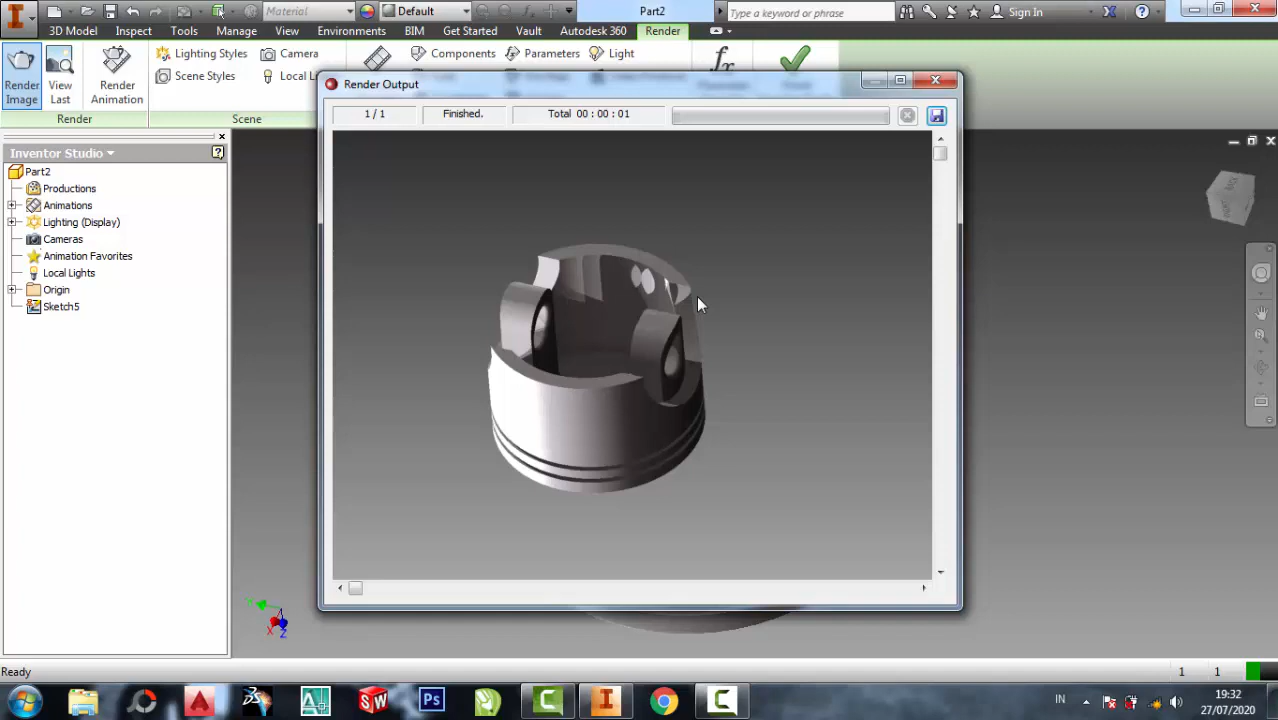 Material
Default
Part2
Type a keyword or phrase
Sign In
3D Model Inspect Tools Manage View Environments BIM Get Started Vault Autodesk 360 Render
Render Image
View Last
Render Animation
Lighting Styles
Scene Styles
Camera
Local L
Components
Parameters
Light
Render
Scene
Render Output
1 / 1
Finished.
Total 00 : 00 : 01
Inventor Studio
Part2
Productions
Animations
Lighting (Display)
Cameras
Animation Favorites
Local Lights
Origin
Sketch5
Y
X
Z
Ready
1 1
Ps
SW
IN
19:32
27/07/2020